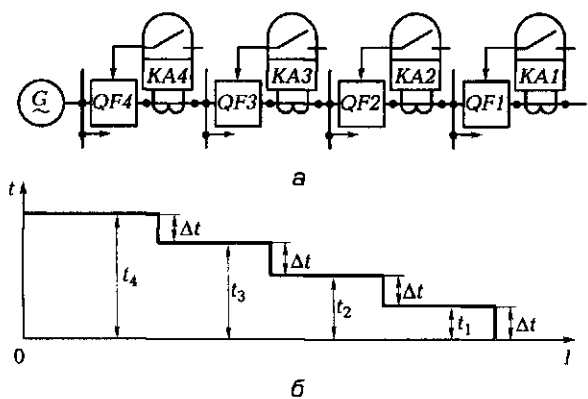 KA4 KA3 KA2 KA1
G ~ QF4 QF3 QF2 QF1
а
t
Δt
t₄ Δt
t₃ Δt
t₂ Δt
t₁ Δt
0 l
б